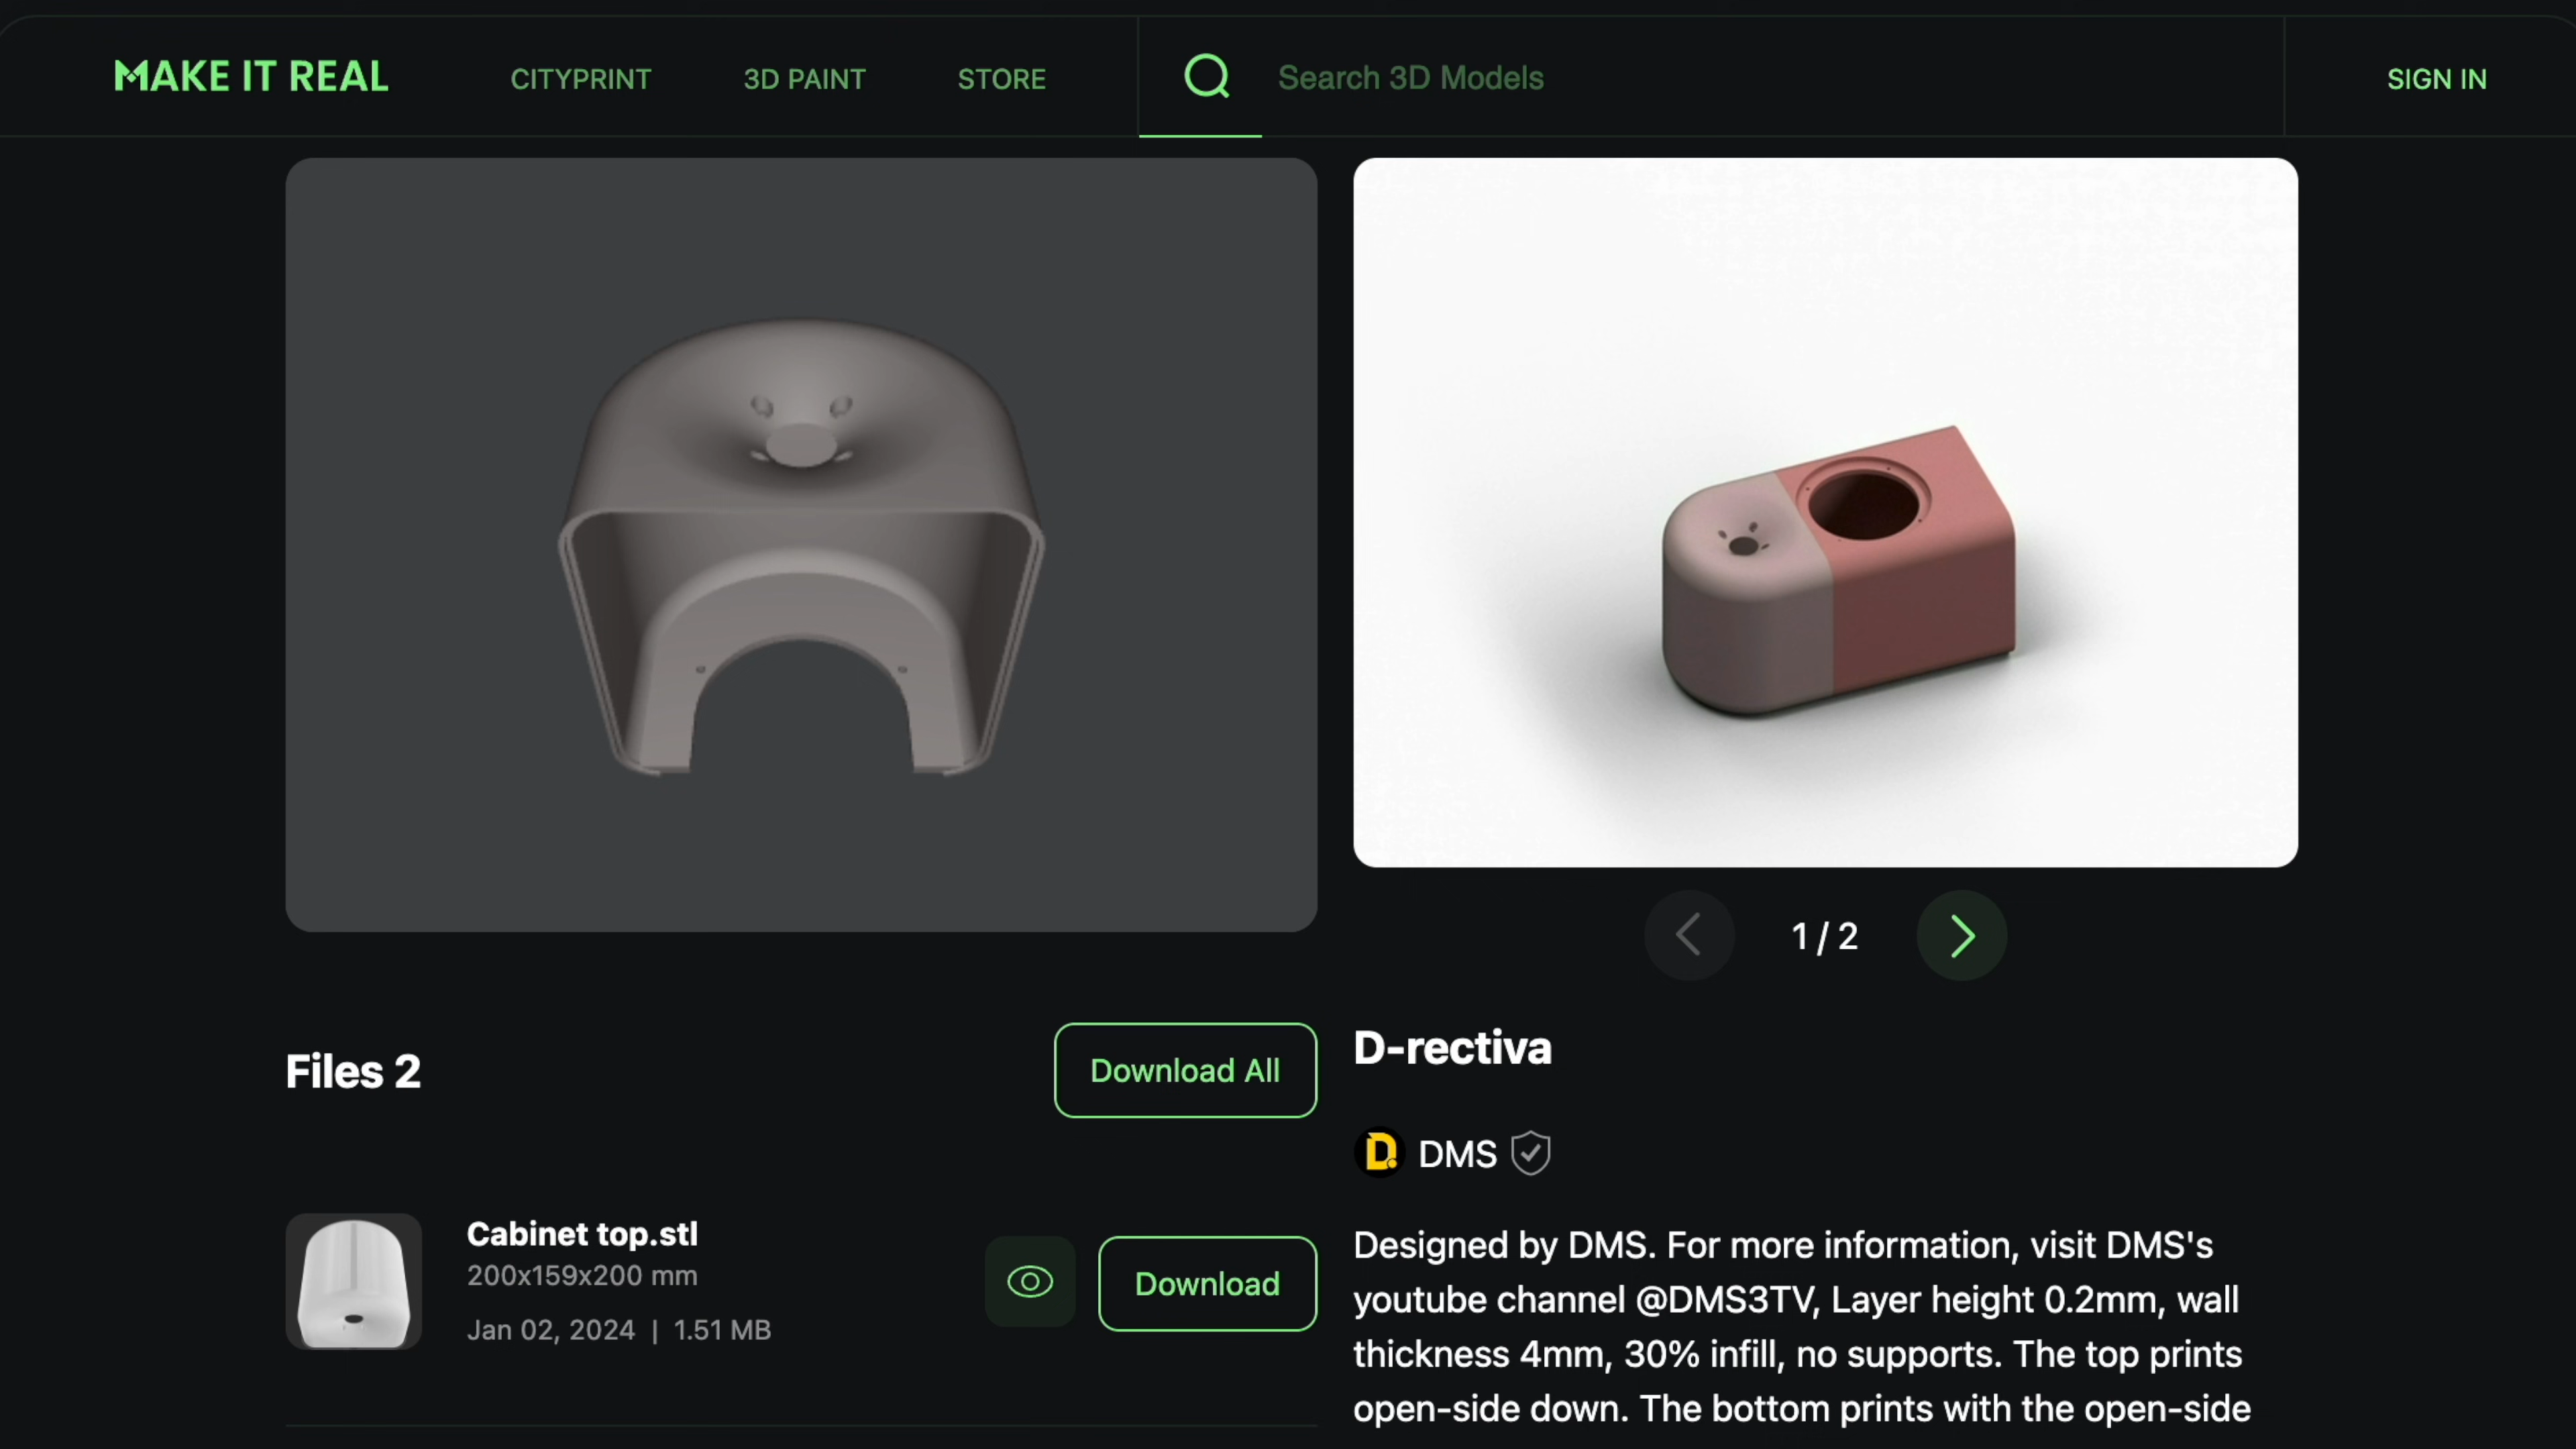 MAKE IT REAL
CITYPRINT
3D PAINT
STORE
Search 3D Models
SIGN IN
1 / 2
Files 2
Download All
Cabinet top.stl
200x159x200 mm
Jan 02, 2024 | 1.51 MB
Download
D-rectiva
D.
DMS
Designed by DMS. For more information, visit DMS's
youtube channel @DMS3TV, Layer height 0.2mm, wall
thickness 4mm, 30% infill, no supports. The top prints
open-side down. The bottom prints with the open-side